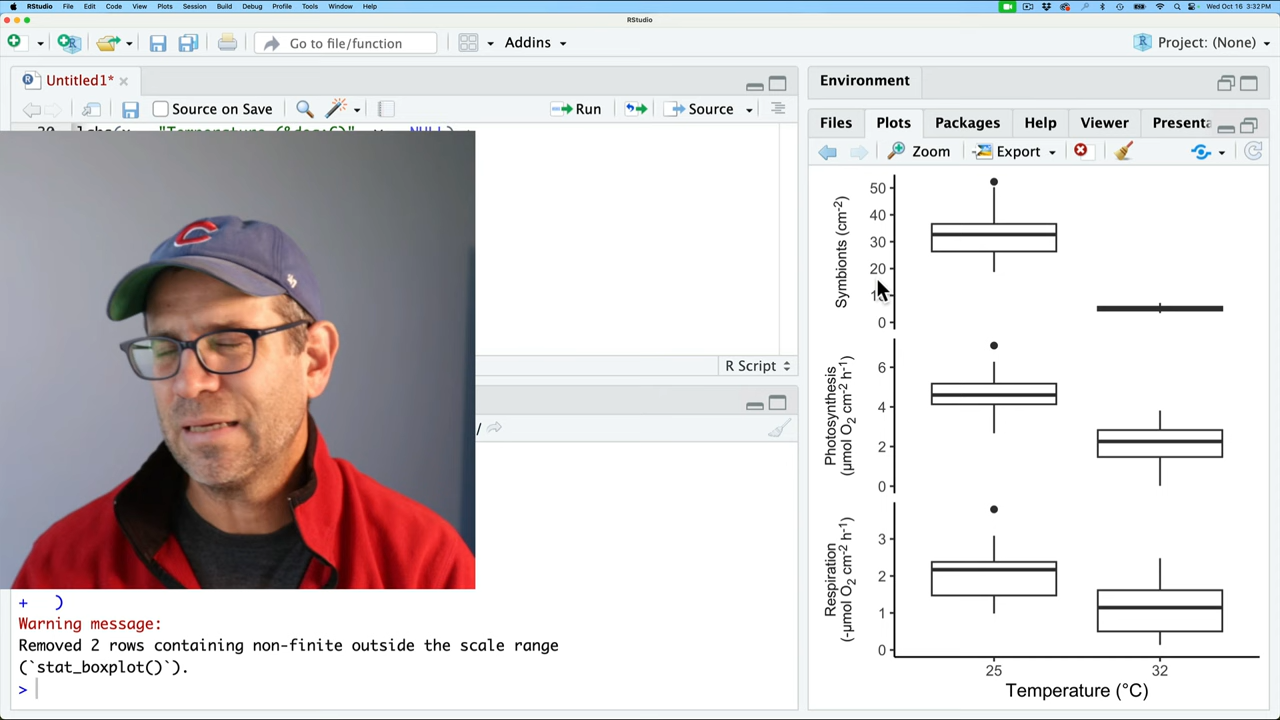 RStudio File Edit Code View Plots Session Build Debug Profile Tools Window Help Wed Oct 16 3:32 PM
RStudio
Go to file/function Addins Project: (None)
Untitled1*
Source on Save Run Source
R Script
+ )
Warning message:
Removed 2 rows containing non-finite outside the scale range
(`stat_boxplot()`).
>
Environment
Files Plots Packages Help Viewer Presenta
Zoom Export
Symbionts (cm-2)
50
40
30
20
0
Photosynthesis
(µmol O2 cm-2 h-1)
6
4
2
0
Respiration
(-µmol O2 cm-2 h-1)
3
2
1
0
25 32
Temperature (°C)